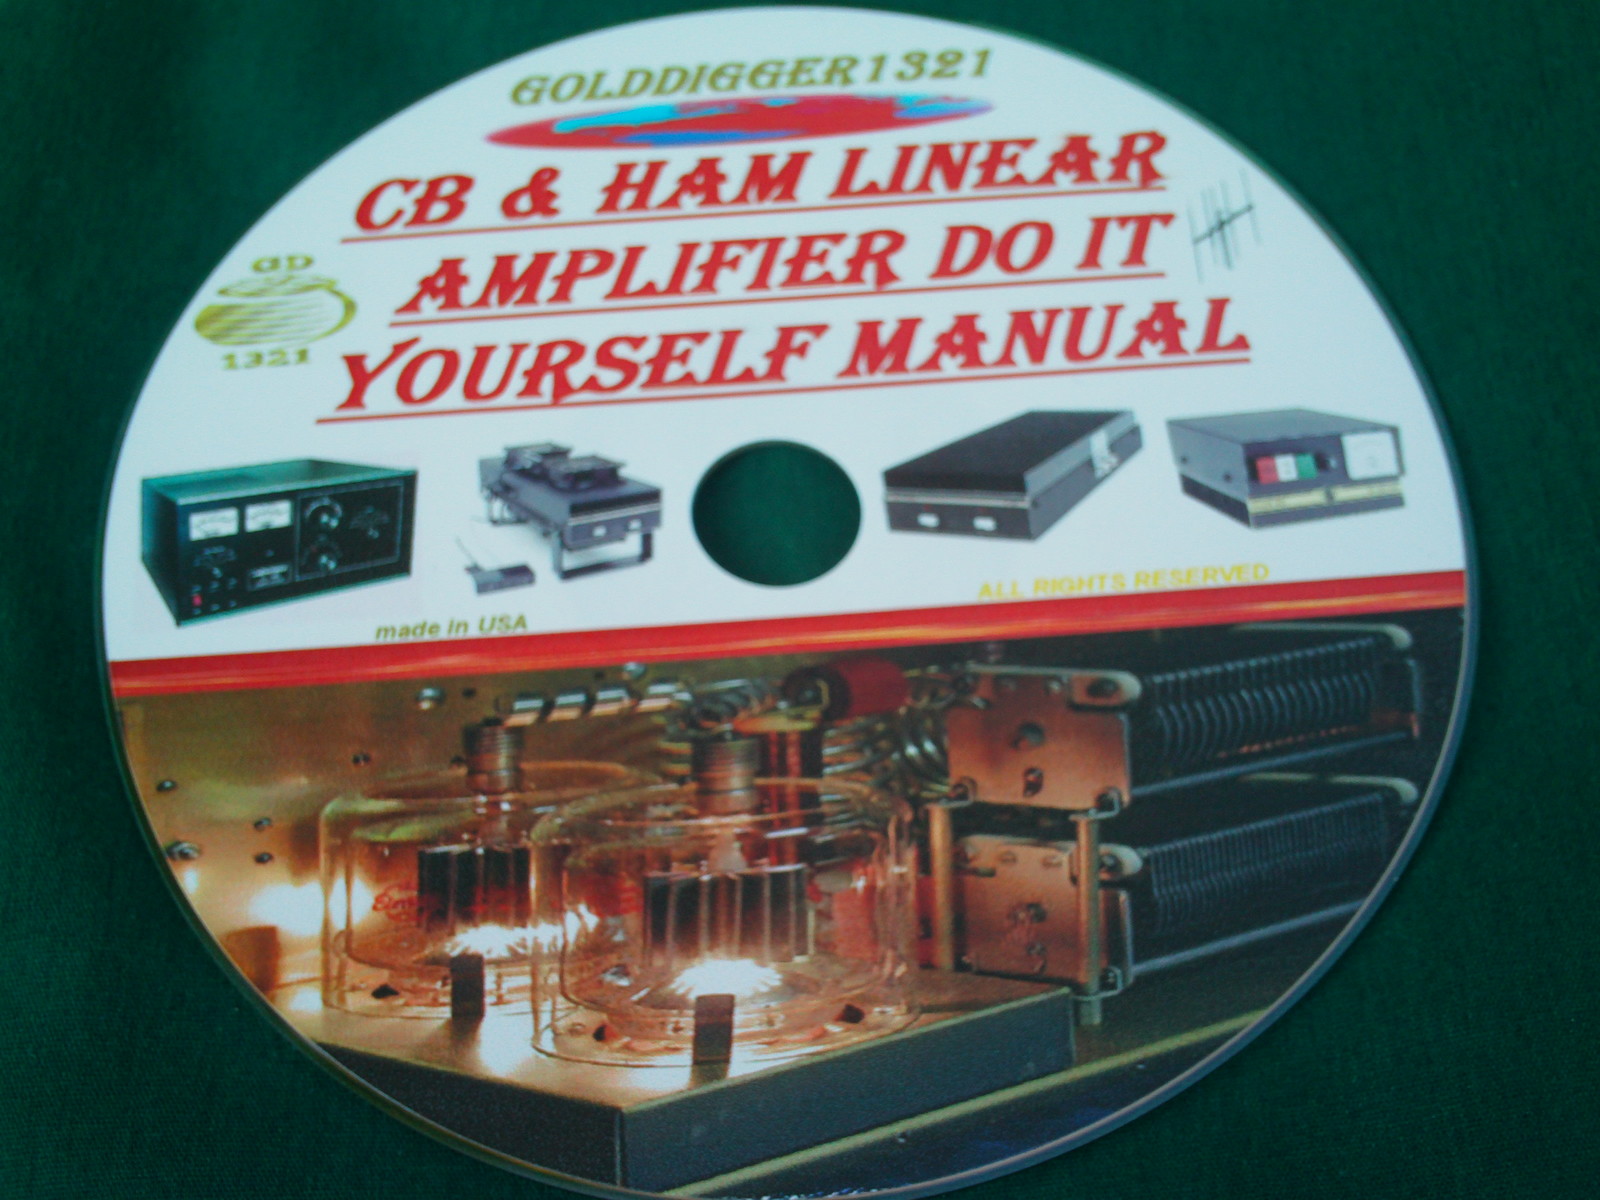 GOLDDIGGER1321
CB & HAM LINEAR
AMPLIFIER DO IT
YOURSELF MANUAL
GD
1321
made in USA
ALL RIGHTS RESERVED